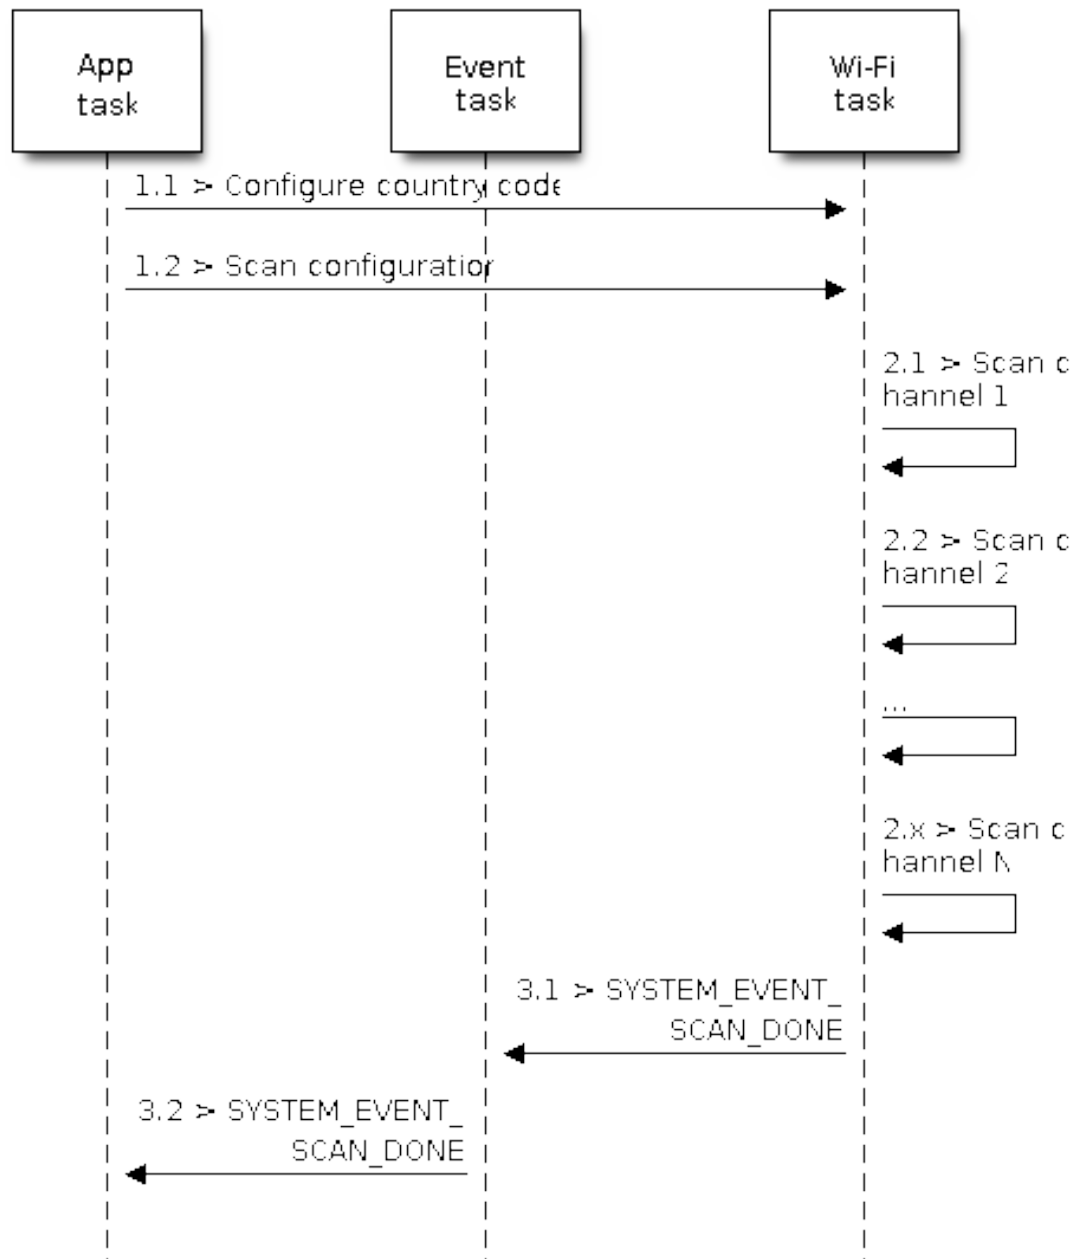 App
task
Event
task
Wi-Fi
task
1.1 > Configure country code
1.2 > Scan configuration
2.1 > Scan c
hannel 1
2.2 > Scan c
hannel 2
...
2.x > Scan c
hannel N
3.1 > SYSTEM_EVENT_
SCAN_DONE
3.2 > SYSTEM_EVENT_
SCAN_DONE